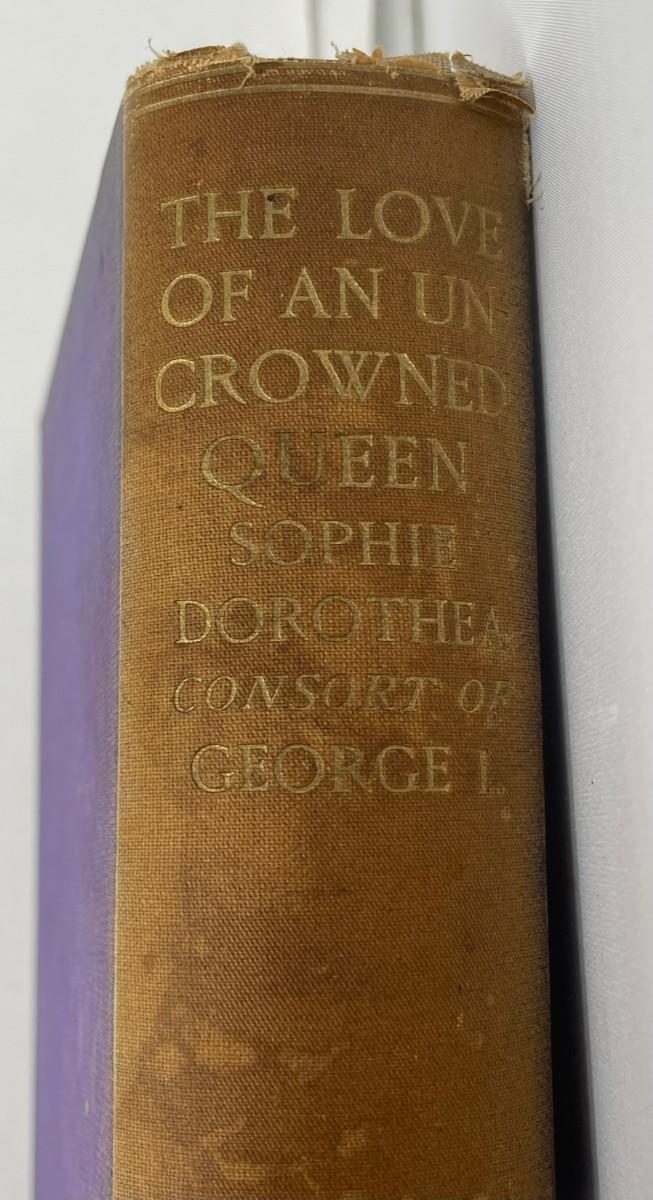 THE LOVE
OF AN UN-
CROWNED
QUEEN
SOPHIE
DOROTHEA,
CONSORT OF
GEORGE I.